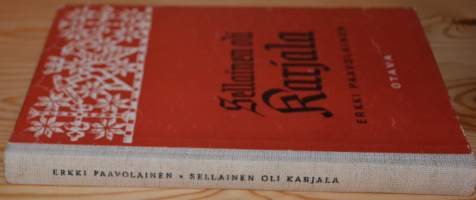 Sellainen oli
Karjala
ERKKI PAAVOLAINEN
OTAVA
ERKKI PAAVOLAINEN • SELLAINEN OLI KARJALA